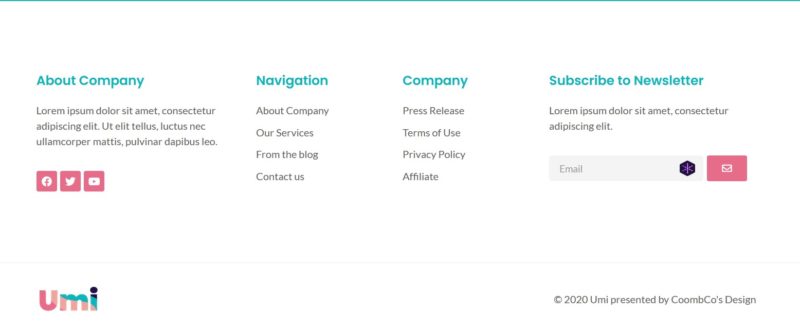 About Company
Lorem ipsum dolor sit amet, consectetur
adipiscing elit. Ut elit tellus, luctus nec
ullamcorper mattis, pulvinar dapibus leo.
Navigation
About Company
Our Services
From the blog
Contact us
Company
Press Release
Terms of Use
Privacy Policy
Affiliate
Subscribe to Newsletter
Lorem ipsum dolor sit amet, consectetur
adipiscing elit.
Email
umi
© 2020 Umi presented by CoombCo's Design